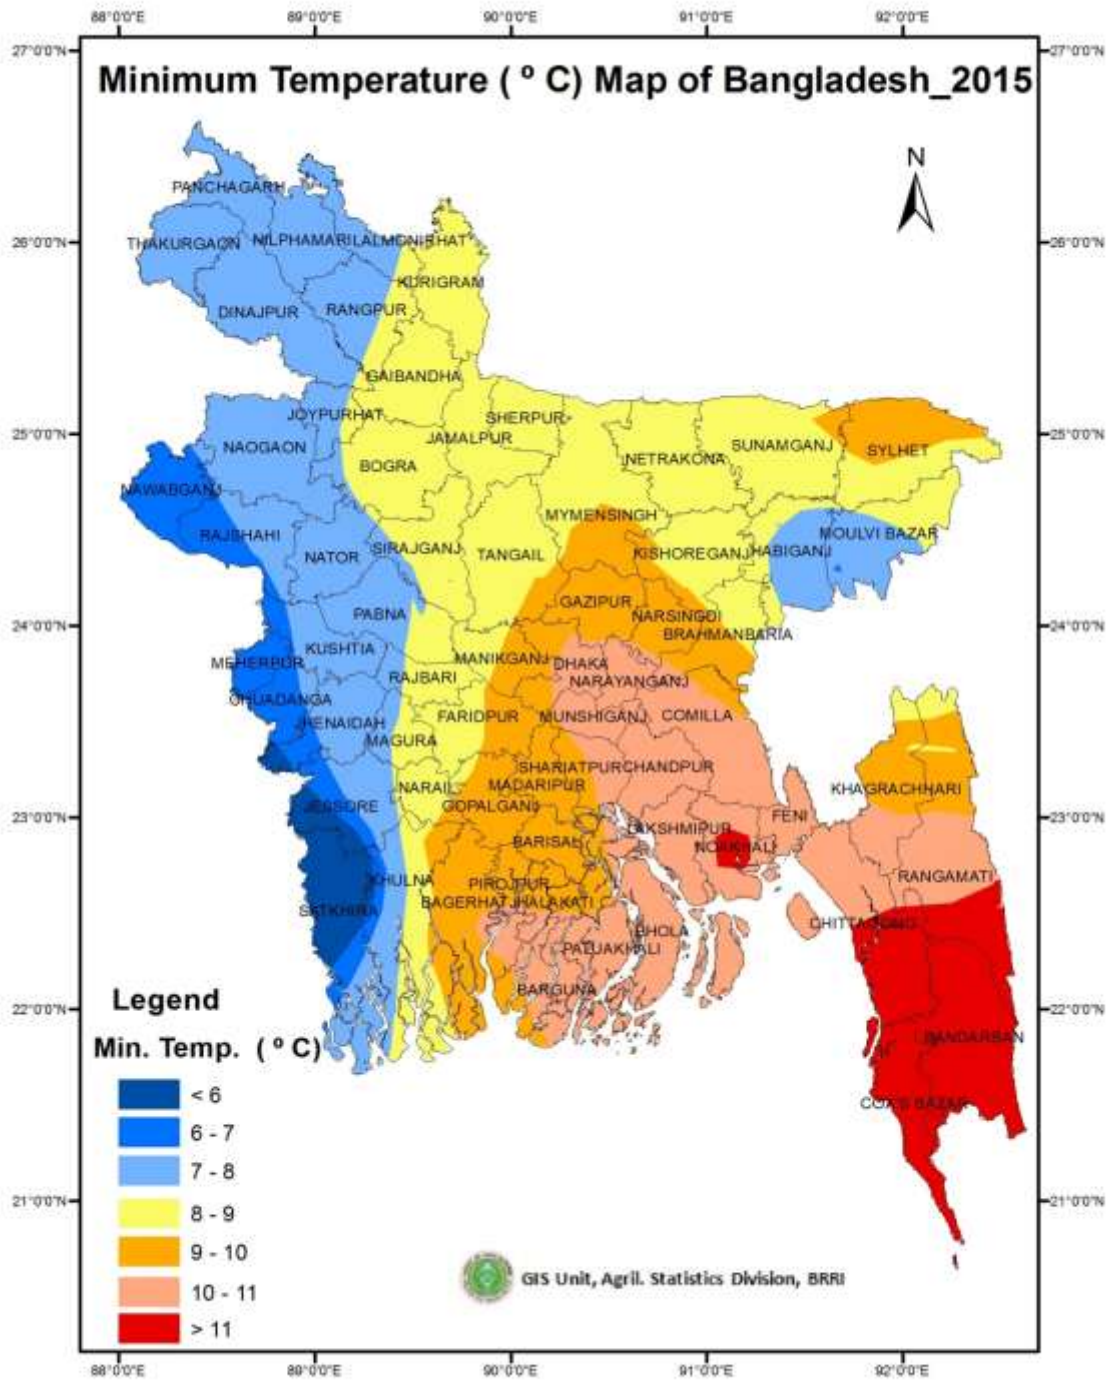 88°0'0"E 89°0'0"E 90°0'0"E 91°0'0"E 92°0'0"E
27°0'0"N 27°0'0"N
Minimum Temperature ( º C) Map of Bangladesh_2015
N
PANCHAGARH
THAKURGAON NILPHAMARI LALMONIRHAT
26°0'0"N 26°0'0"N
KURIGRAM
DINAJPUR RANGPUR
GAIBANDHA
JOYPURHAT SHERPUR
25°0'0"N 25°0'0"N
NAOGAON JAMALPUR SUNAMGANJ SYLHET
BOGRA NETRAKONA
NAWABGANJ
MYMENSINGH
RAJSHAHI MOULVI BAZAR
NATOR SIRAJGANJ TANGAIL KISHOREGANJ HABIGANJ
GAZIPUR
PABNA NARSINGDI
24°0'0"N 24°0'0"N
BRAHMANBARIA
KUSHTIA
MEHERPUR MANIKGANJ DHAKA
RAJBARI NARAYANGANJ
CHUADANGA
JHENAIDAH FARIDPUR MUNSHIGANJ COMILLA
MAGURA
SHARIATPUR CHANDPUR
NARAIL MADARIPUR KHAGRACHHARI
JESSORE GOPALGANJ
23°0'0"N 23°0'0"N
FENI
LAKSHMIPUR
BARISAL NOAKHALI
KHULNA PIROJPUR RANGAMATI
BAGERHAT JHALAKATI
SATKHIRA
CHITTAGONG
BHOLA
PATUAKHALI
BARGUNA
22°0'0"N 22°0'0"N
BANDARBAN
COX'S BAZAR
21°0'0"N 21°0'0"N
Legend
Min. Temp. ( º C)
< 6
6 - 7
7 - 8
8 - 9
9 - 10
10 - 11
> 11
GIS Unit, Agril. Statistics Division, BRRI
88°0'0"E 89°0'0"E 90°0'0"E 91°0'0"E 92°0'0"E